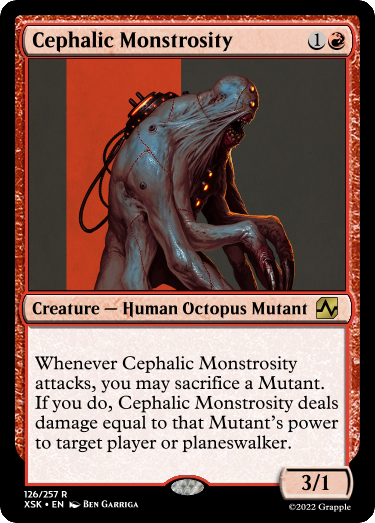 Cephalic Monstrosity 1
Creature — Human Octopus Mutant
Whenever Cephalic Monstrosity
attacks, you may sacrifice a Mutant.
If you do, Cephalic Monstrosity deals
damage equal to that Mutant's power
to target player or planeswalker.
3/1
126/257 R
XSK • EN Ben Garriga
©2022 Grapple